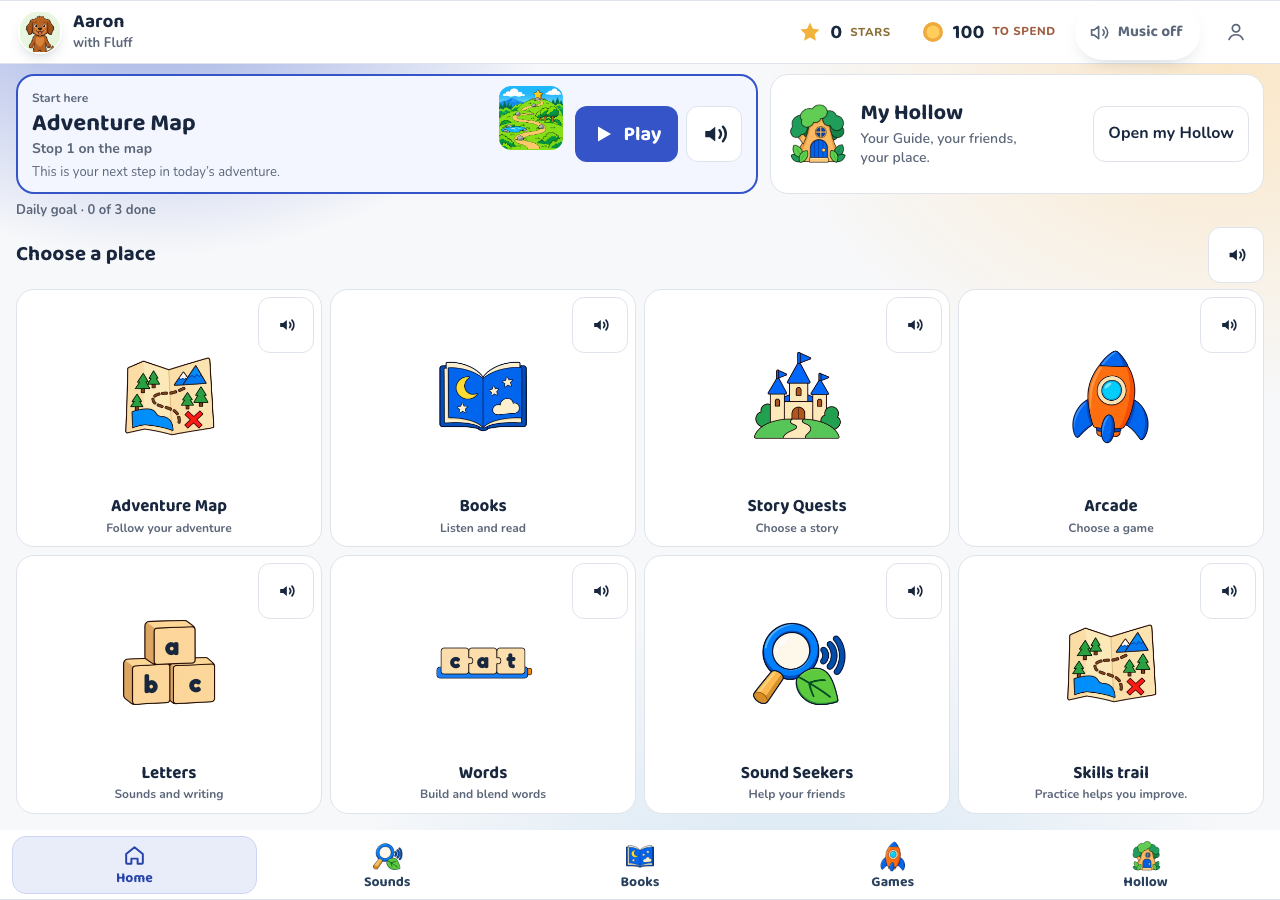 Aaron
with Fluff
0 STARS
100 TO SPEND
Music off
Start here
Adventure Map
Stop 1 on the map
This is your next step in today's adventure.
Play
My Hollow
Your Guide, your friends,
your place.
Open my Hollow
Daily goal · 0 of 3 done
Choose a place
Adventure Map
Follow your adventure
Books
Listen and read
Story Quests
Choose a story
Arcade
Choose a game
a
b c
Letters
Sounds and writing
c a t
Words
Build and blend words
Sound Seekers
Help your friends
Skills trail
Practice helps you improve.
Home
Sounds
Books
Games
Hollow